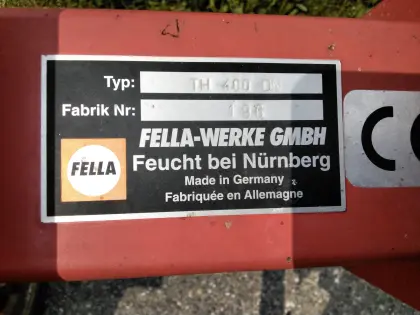 Typ: TH 400 D
Fabrik Nr:
FELLA-WERKE GMBH
FELLA
Feucht bei Nürnberg
Made in Germany
Fabriquée en Allemagne
CE